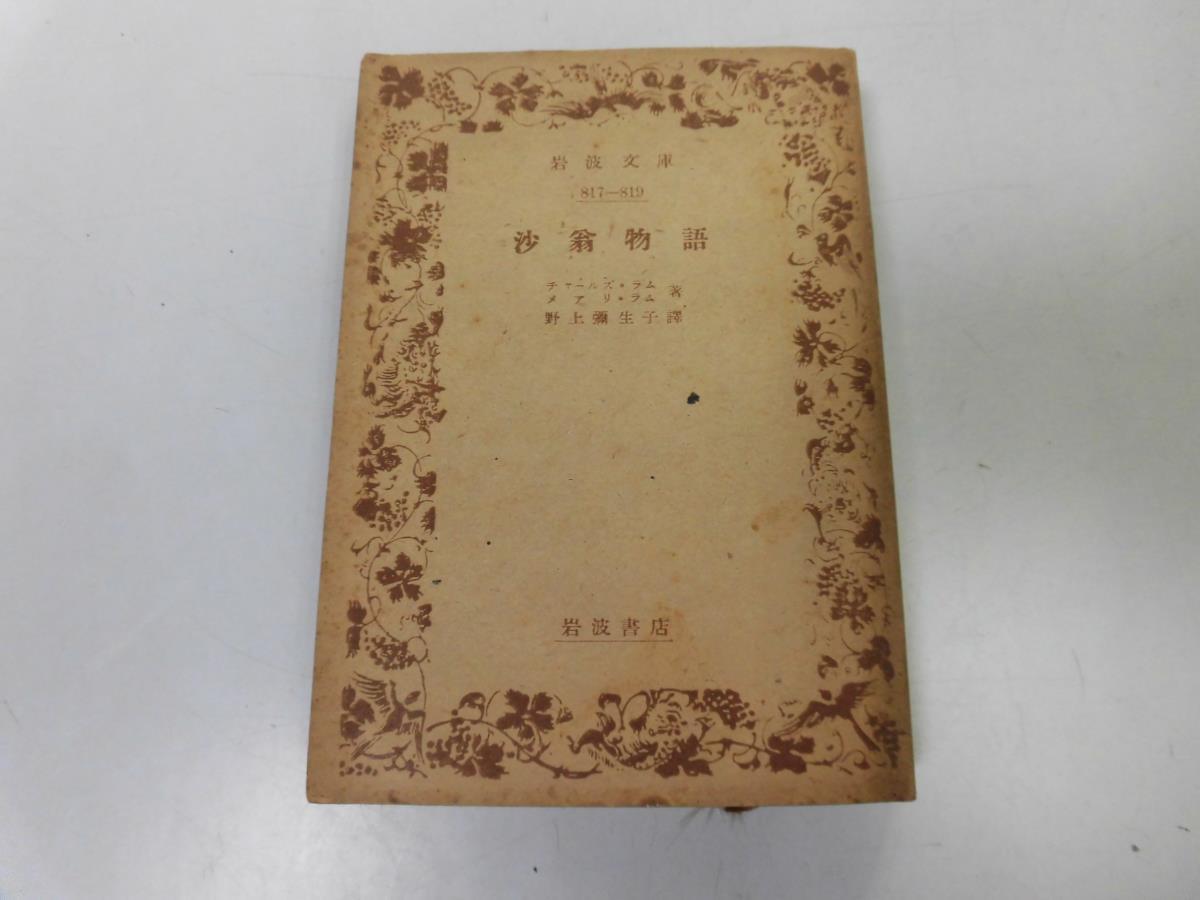 岩波文庫
817—819
沙翁物語
チャールズ・ラム
メアリ・ラム 著
野上彌生子譯
岩波書店